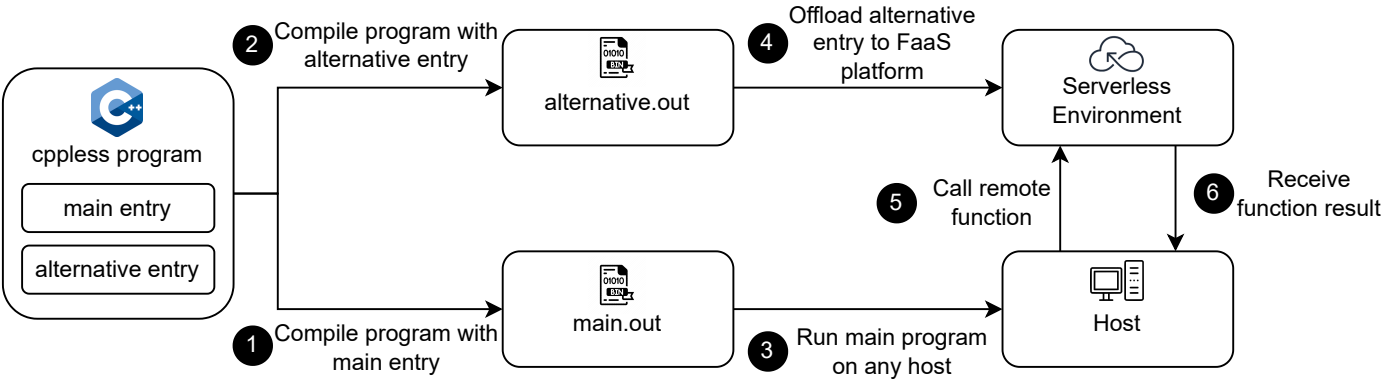 C++
cppless program
main entry
alternative entry
2
Compile program with
alternative entry
1
Compile program with
main entry
01010
BIN
alternative.out
01010
BIN
main.out
4
Offload alternative
entry to FaaS
platform
3
Run main program
on any host
Serverless
Environment
5
Call remote
function
6
Receive
function result
Host